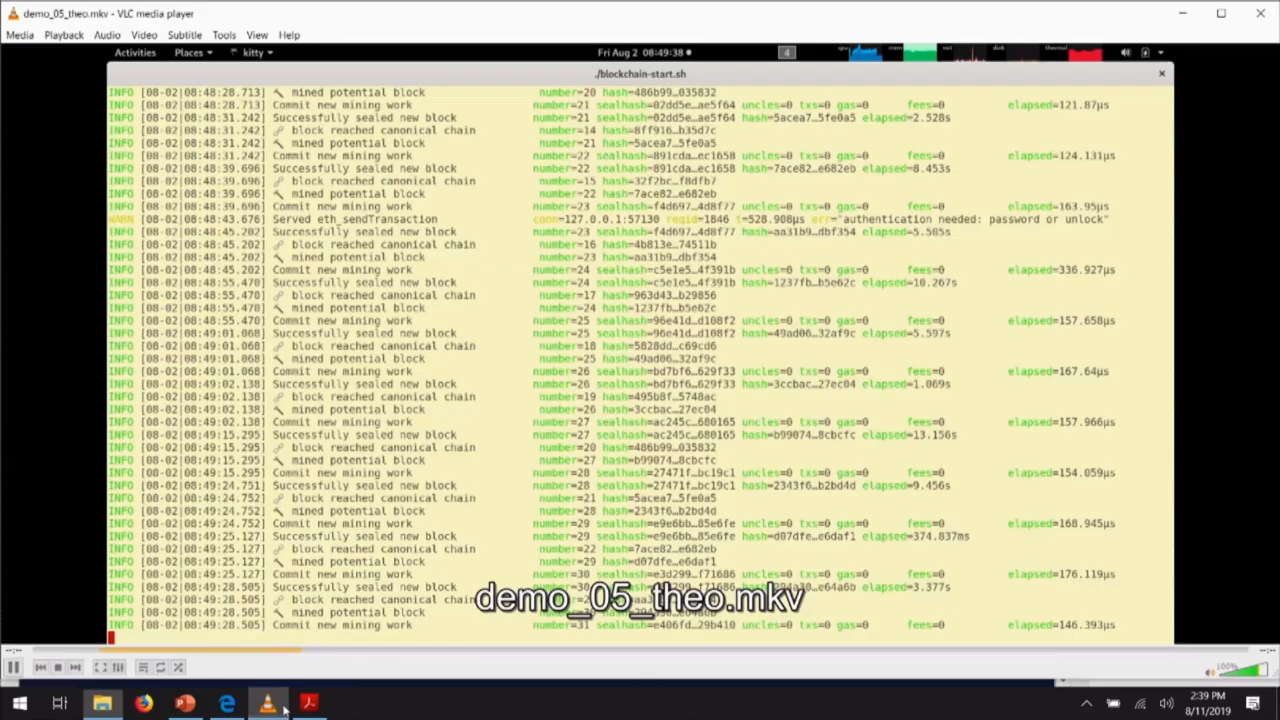 demo_05_theo.mkv - VLC media player
Media Playback Audio Video Subtitle Tools View Help
Activities Places kitty Fri Aug 2 08:49:38 4
./blockchain-start.sh
INFO [08-02|08:48:28.713] mined potential block number=20 hash=486b99…035832
INFO [08-02|08:48:28.713] Commit new mining work number=21 sealhash=02dd5e…ae5f64 uncles=0 txs=0 gas=0 fees=0 elapsed=121.87µs
INFO [08-02|08:48:31.242] Successfully sealed new block number=21 sealhash=02dd5e…ae5f64 hash=5acea7…5fe0a5 elapsed=2.528s
INFO [08-02|08:48:31.242] block reached canonical chain number=14 hash=8ff916…b35d7c
INFO [08-02|08:48:31.242] mined potential block number=21 hash=5acea7…5fe0a5
INFO [08-02|08:48:31.242] Commit new mining work number=22 sealhash=891cda…ec1658 uncles=0 txs=0 gas=0 fees=0 elapsed=124.131µs
INFO [08-02|08:48:39.696] Successfully sealed new block number=22 sealhash=891cda…ec1658 hash=7ace82…e682eb elapsed=8.453s
INFO [08-02|08:48:39.696] block reached canonical chain number=15 hash=32f2bc…f8dfb7
INFO [08-02|08:48:39.696] mined potential block number=22 hash=7ace82…e682eb
INFO [08-02|08:48:39.696] Commit new mining work number=23 sealhash=aef697…4d8f77 uncles=0 txs=0 gas=0 fees=0 elapsed=163.95µs
WARN [08-02|08:48:43.676] Served eth_sendTransaction conn=127.0.0.1:57130 reqid=1846 t=528.908µs err="authentication needed: password or unlock"
INFO [08-02|08:48:45.202] Successfully sealed new block number=23 sealhash=aef697…4d8f77 hash=aa31b9…dbf354 elapsed=5.505s
INFO [08-02|08:48:45.202] block reached canonical chain number=16 hash=4b813e…74511b
INFO [08-02|08:48:45.202] mined potential block number=23 hash=aa31b9…dbf354
INFO [08-02|08:48:45.202] Commit new mining work number=24 sealhash=c5e1e5…4f391b uncles=0 txs=0 gas=0 fees=0 elapsed=336.927µs
INFO [08-02|08:48:55.470] Successfully sealed new block number=24 sealhash=c5e1e5…4f391b hash=1237fb…b5e62c elapsed=10.267s
INFO [08-02|08:48:55.470] block reached canonical chain number=17 hash=963d43…b29856
INFO [08-02|08:48:55.470] mined potential block number=24 hash=1237fb…b5e62c
INFO [08-02|08:48:55.470] Commit new mining work number=25 sealhash=96e41d…d108f2 uncles=0 txs=0 gas=0 fees=0 elapsed=157.658µs
INFO [08-02|08:49:01.068] Successfully sealed new block number=25 sealhash=96e41d…d108f2 hash=49ad06…32af9c elapsed=5.597s
INFO [08-02|08:49:01.068] block reached canonical chain number=18 hash=5828dd…c69cd6
INFO [08-02|08:49:01.068] mined potential block number=25 hash=49ad06…32af9c
INFO [08-02|08:49:01.068] Commit new mining work number=26 sealhash=bd7bf6…629f33 uncles=0 txs=0 gas=0 fees=0 elapsed=167.64µs
INFO [08-02|08:49:02.138] Successfully sealed new block number=26 sealhash=bd7bf6…629f33 hash=3ccbac…27ec04 elapsed=1.069s
INFO [08-02|08:49:02.138] block reached canonical chain number=19 hash=495b8f…5748ac
INFO [08-02|08:49:02.138] mined potential block number=26 hash=3ccbac…27ec04
INFO [08-02|08:49:02.138] Commit new mining work number=27 sealhash=ac245c…680165 uncles=0 txs=0 gas=0 fees=0 elapsed=157.966µs
INFO [08-02|08:49:15.295] Successfully sealed new block number=27 sealhash=ac245c…680165 hash=b99074…8cbcfc elapsed=13.156s
INFO [08-02|08:49:15.295] block reached canonical chain number=20 hash=486b99…035832
INFO [08-02|08:49:15.295] mined potential block number=27 hash=b99074…8cbcfc
INFO [08-02|08:49:15.295] Commit new mining work number=28 sealhash=27471f…bc19c1 uncles=0 txs=0 gas=0 fees=0 elapsed=154.059µs
INFO [08-02|08:49:24.751] Successfully sealed new block number=28 sealhash=27471f…bc19c1 hash=2343f6…b2bd4d elapsed=9.456s
INFO [08-02|08:49:24.752] block reached canonical chain number=21 hash=5acea7…5fe0a5
INFO [08-02|08:49:24.752] mined potential block number=28 hash=2343f6…b2bd4d
INFO [08-02|08:49:24.752] Commit new mining work number=29 sealhash=e9e6bb…85e6fe uncles=0 txs=0 gas=0 fees=0 elapsed=168.945µs
INFO [08-02|08:49:25.127] Successfully sealed new block number=29 sealhash=e9e6bb…85e6fe hash=d07dfe…e6daf1 elapsed=374.837ms
INFO [08-02|08:49:25.127] block reached canonical chain number=22 hash=7ace82…e682eb
INFO [08-02|08:49:25.127] mined potential block number=29 hash=d07dfe…e6daf1
INFO [08-02|08:49:25.127] Commit new mining work number=30 sealhash=e3d299…f71686 uncles=0 txs=0 gas=0 fees=0 elapsed=176.119µs
INFO [08-02|08:49:28.505] Successfully sealed new block elapsed=3.377s
INFO [08-02|08:49:28.505] block reached canonical chain
demo_05_theo.mkv
INFO [08-02|08:49:28.505] mined potential block
INFO [08-02|08:49:28.505] Commit new mining work number=31 sealhash=e406fd…29b410 uncles=0 txs=0 gas=0 fees=0 elapsed=146.393µs
100%
2:39 PM
8/11/2019